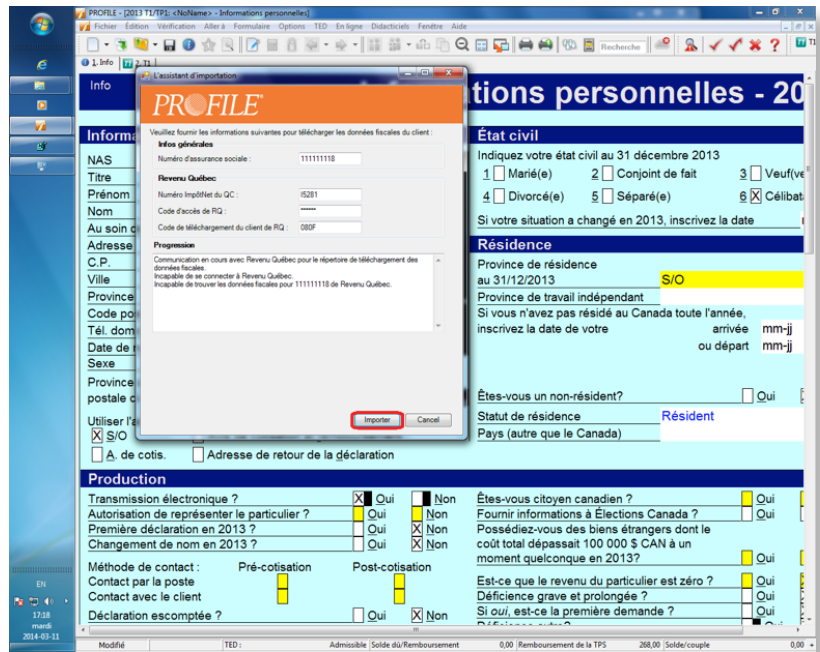 PROFILE - [2013 T1/TP1: <NoName> - Informations personnelles]
Fichier Édition Vérification Aller à Formulaire Options TED En ligne Didacticiels Fenêtre Aide
Recherche
T1
1. Info 2. T1
L'assistant d'importation
Info
tions personnelles - 20
PROFILE
Veuillez fournir les informations suivantes pour télécharger les données fiscales du client :
Infos générales
Numéro d'assurance sociale : 111111118
Revenu Québec
Numéro ImpôtNet du QC : I5281
Code d'accès de RQ : ••••••
Code de téléchargement du client de RQ : 080F
Progression
Communication en cours avec Revenu Québec pour le répertoire de téléchargement des
données fiscales.
Incapable de se connecter à Revenu Québec.
Incapable de trouver les données fiscales pour 111111118 de Revenu Québec.
Importer Cancel
Informa
NAS
Titre
Prénom
Nom
Au soin d
Adresse
C.P.
Ville
Province
Code po
Tél. dom
Date de
Sexe
Province
postale d
Utiliser l'a
X S/O
A. de cotis. Adresse de retour de la déclaration
État civil
Indiquez votre état civil au 31 décembre 2013
1 Marié(e) 2 Conjoint de fait 3 Veuf(ve
4 Divorcé(e) 5 Séparé(e) 6 X Céliba
Si votre situation a changé en 2013, inscrivez la date
Résidence
Province de résidence
au 31/12/2013 S/O
Province de travail indépendant
Si vous n'avez pas résidé au Canada toute l'année,
inscrivez la date de votre arrivée mm-jj
ou départ mm-jj
Êtes-vous un non-résident? Oui
Statut de résidence Résident
Pays (autre que le Canada)
Production
Transmission électronique ? X Oui Non
Autorisation de représenter le particulier ? Oui Non
Première déclaration en 2013 ? Oui X Non
Changement de nom en 2013 ? Oui X Non
Méthode de contact : Pré-cotisation Post-cotisation
Contact par la poste
Contact avec le client
Déclaration escomptée ? Oui X Non
Êtes-vous citoyen canadien ? Oui
Fournir informations à Élections Canada ? Oui
Possédiez-vous des biens étrangers dont le
coût total dépassait 100 000 $ CAN à un
moment quelconque en 2013? Oui
Est-ce que le revenu du particulier est zéro ? Oui
Déficience grave et prolongée ? Oui
Si oui, est-ce la première demande ? Oui
Modifié TED : Admissible Solde dû/Remboursement 0,00 Remboursement de la TPS 268,00 Solde/couple 0,00
EN
17:18
mardi
2014-03-11